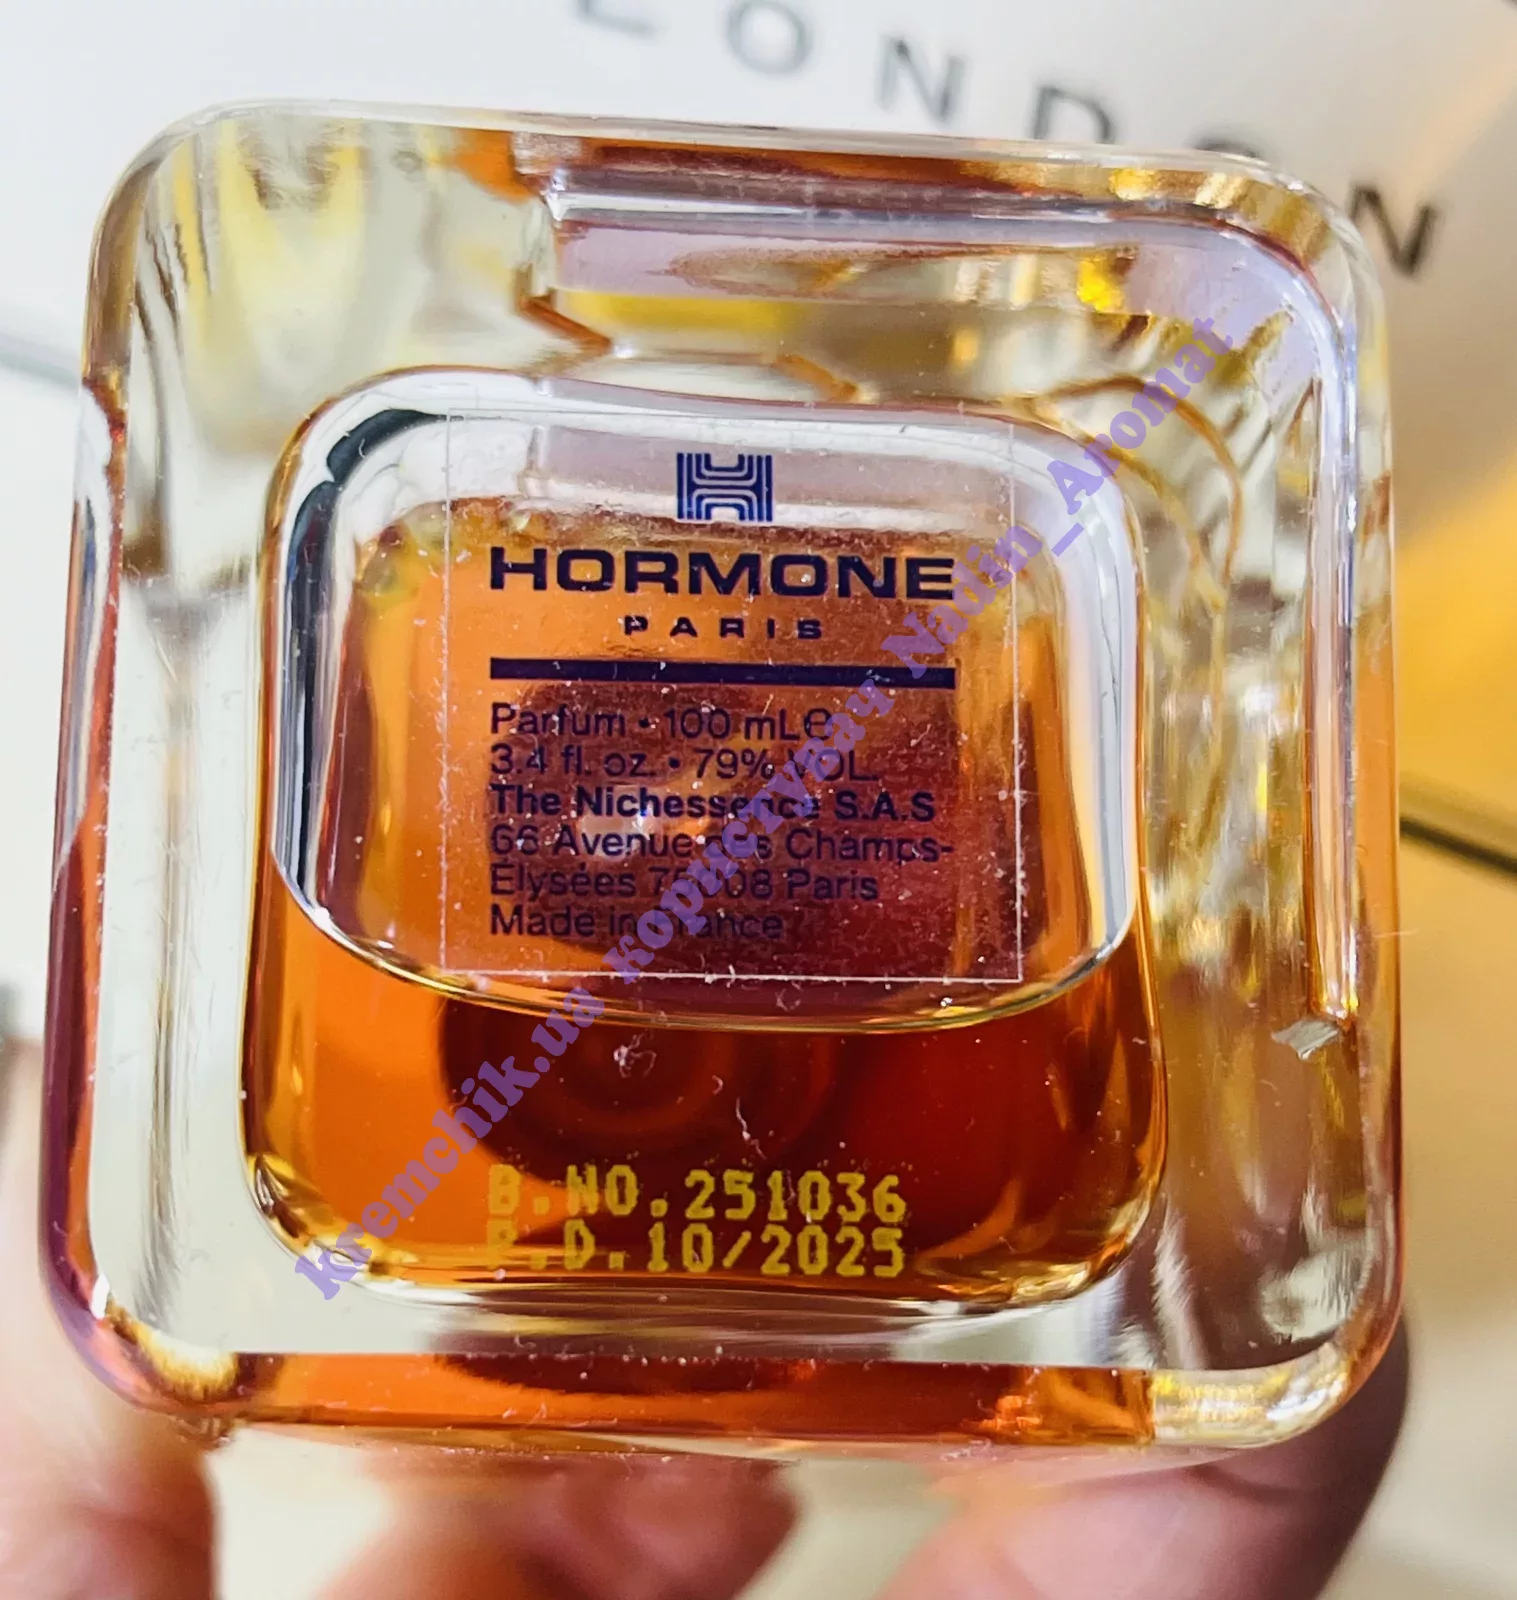 LONDON
H
HORMONE
PARIS
Parfum • 100 mL ℮
3.4 fl. oz. • 79% VOL.
The Nichessence S.A.S
66 Avenue des Champs-
Elysées 75008 Paris
Made in France
B.NO.251036
P.D.10/2025
kremchik.ua користувач Nadin_Aromat